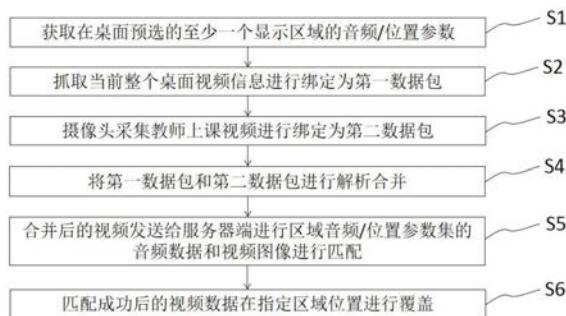 获取在桌面预选的至少一个显示区域的音频/位置参数
S1
抓取当前整个桌面视频信息进行绑定为第一数据包
S2
摄像头采集教师上课视频进行绑定为第二数据包
S3
将第一数据包和第二数据包进行解析合并
S4
合并后的视频发送给服务器端进行区域音频/位置参数集的
音频数据和视频图像进行匹配
S5
匹配成功后的视频数据在指定区域位置进行覆盖
S6